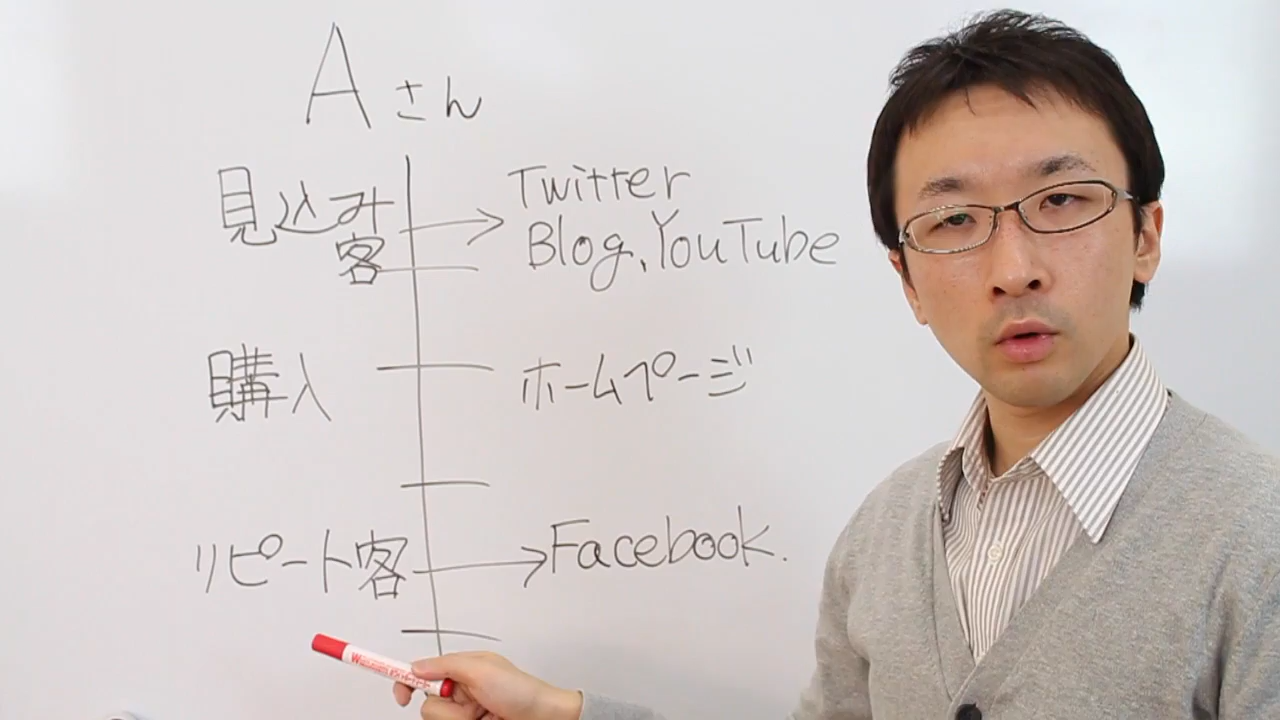 Aさん
見込み
客
Twitter
Blog,YouTube
購入
ホームページ
リピート客
Facebook.